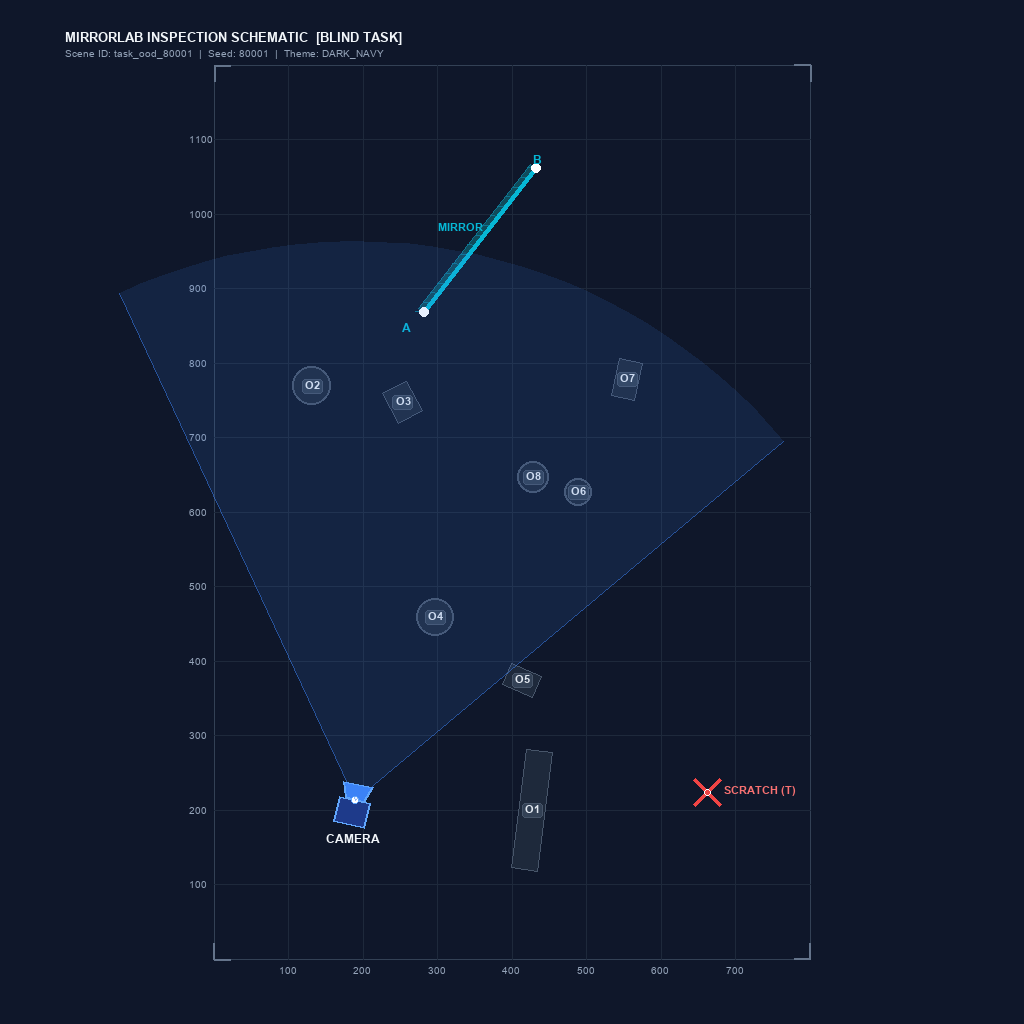 MIRRORLAB INSPECTION SCHEMATIC [BLIND TASK]
Scene ID: task_ood_80001 | Seed: 80001 | Theme: DARK_NAVY
1100
B
1000
MIRROR
900
A
800
O2
O3
O7
700
O8
O6
600
500
O4
400
O5
300
200
O1
SCRATCH (T)
CAMERA
100
100 200 300 400 500 600 700